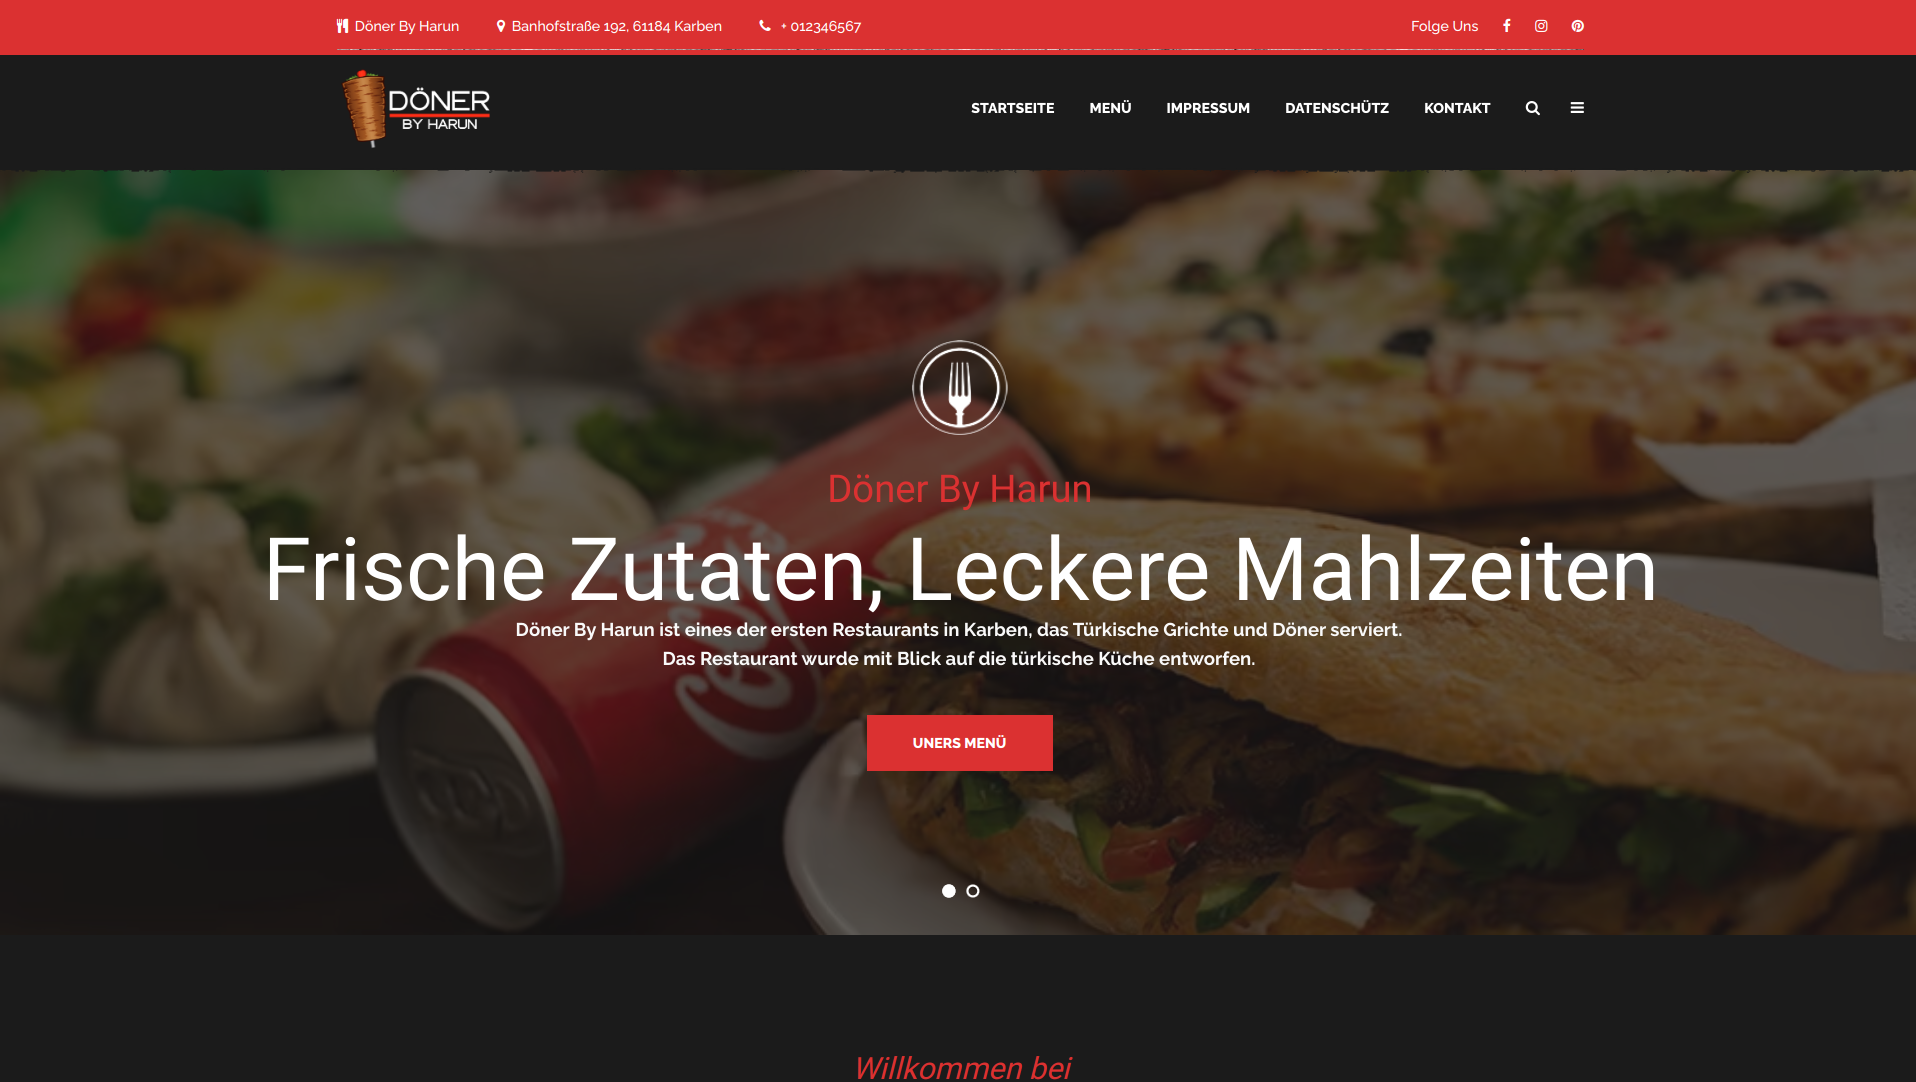 Döner By Harun Banhofstraße 192, 61184 Karben + 012346567 Folge Uns
DÖNER
BY HARUN
STARTSEITE MENÜ IMPRESSUM DATENSCHÜTZ KONTAKT
Döner By Harun
Frische Zutaten, Leckere Mahlzeiten
Döner By Harun ist eines der ersten Restaurants in Karben, das Türkische Grichte und Döner serviert.
Das Restaurant wurde mit Blick auf die türkische Küche entworfen.
UNERS MENÜ
Willkommen bei